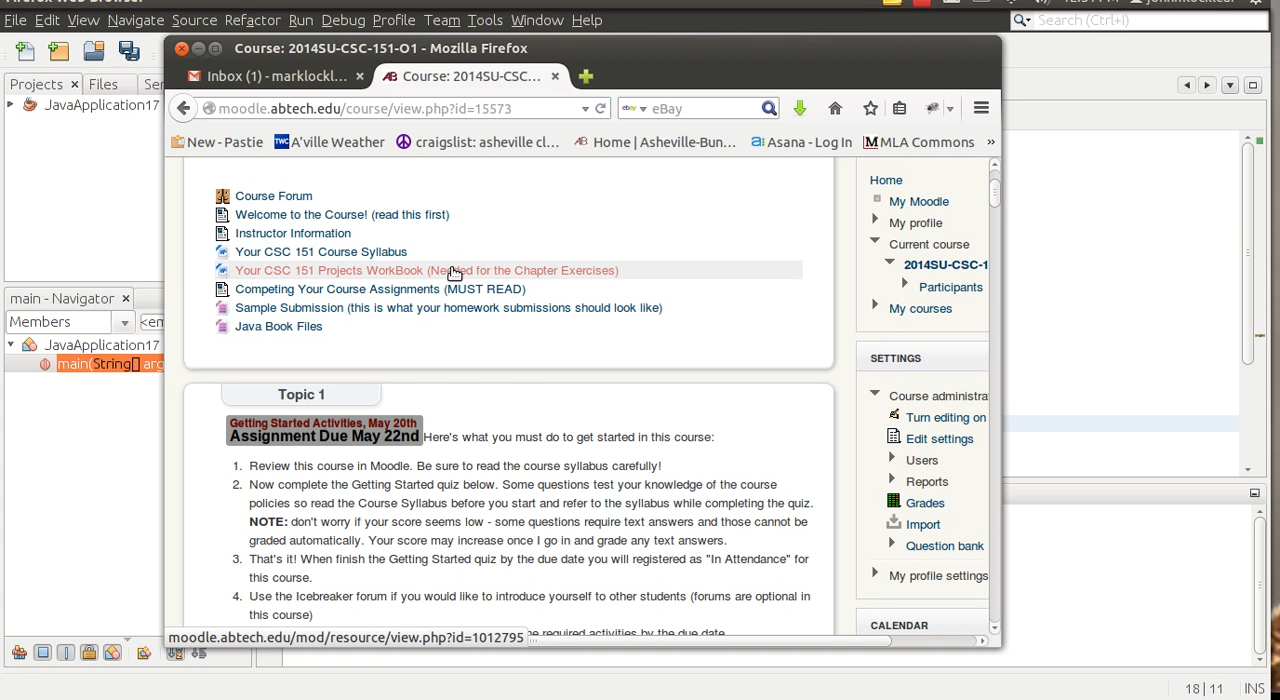 File Edit View Navigate Source Refactor Run Debug Profile Team Tools Window Help
Search (Ctrl+I)
Projects
Files
JavaApplication17
main - Navigator
Members
JavaApplication17
main(String[] arg
Course: 2014SU-CSC-151-O1 - Mozilla Firefox
Inbox (1) - marklockl...
Course: 2014SU-CSC...
moodle.abtech.edu/course/view.php?id=15573
eBay
New - Pastie
A'ville Weather
craigslist: asheville cl...
Home | Asheville-Bun...
Asana - Log In
MLA Commons
»
Course Forum
Welcome to the Course! (read this first)
Instructor Information
Your CSC 151 Course Syllabus
Your CSC 151 Projects WorkBook (Needed for the Chapter Exercises)
Competing Your Course Assignments (MUST READ)
Sample Submission (this is what your homework submissions should look like)
Java Book Files
Topic 1
Getting Started Activities, May 20th
Assignment Due May 22nd Here's what you must do to get started in this course:
1. Review this course in Moodle. Be sure to read the course syllabus carefully!
2. Now complete the Getting Started quiz below. Some questions test your knowledge of the course
policies so read the Course Syllabus before you start and refer to the syllabus while completing the quiz.
NOTE: don't worry if your score seems low - some questions require text answers and those cannot be
graded automatically. Your score may increase once I go in and grade any text answers.
3. That's it! When finish the Getting Started quiz by the due date you will registered as "In Attendance" for
this course.
4. Use the Icebreaker forum if you would like to introduce yourself to other students (forums are optional in
this course)
moodle.abtech.edu/mod/resource/view.php?id=1012795
Home
My Moodle
My profile
Current course
2014SU-CSC-1
Participants
My courses
SETTINGS
Course administra
Turn editing on
Edit settings
Users
Reports
Grades
Import
Question bank
My profile settings
CALENDAR
18 | 11 INS